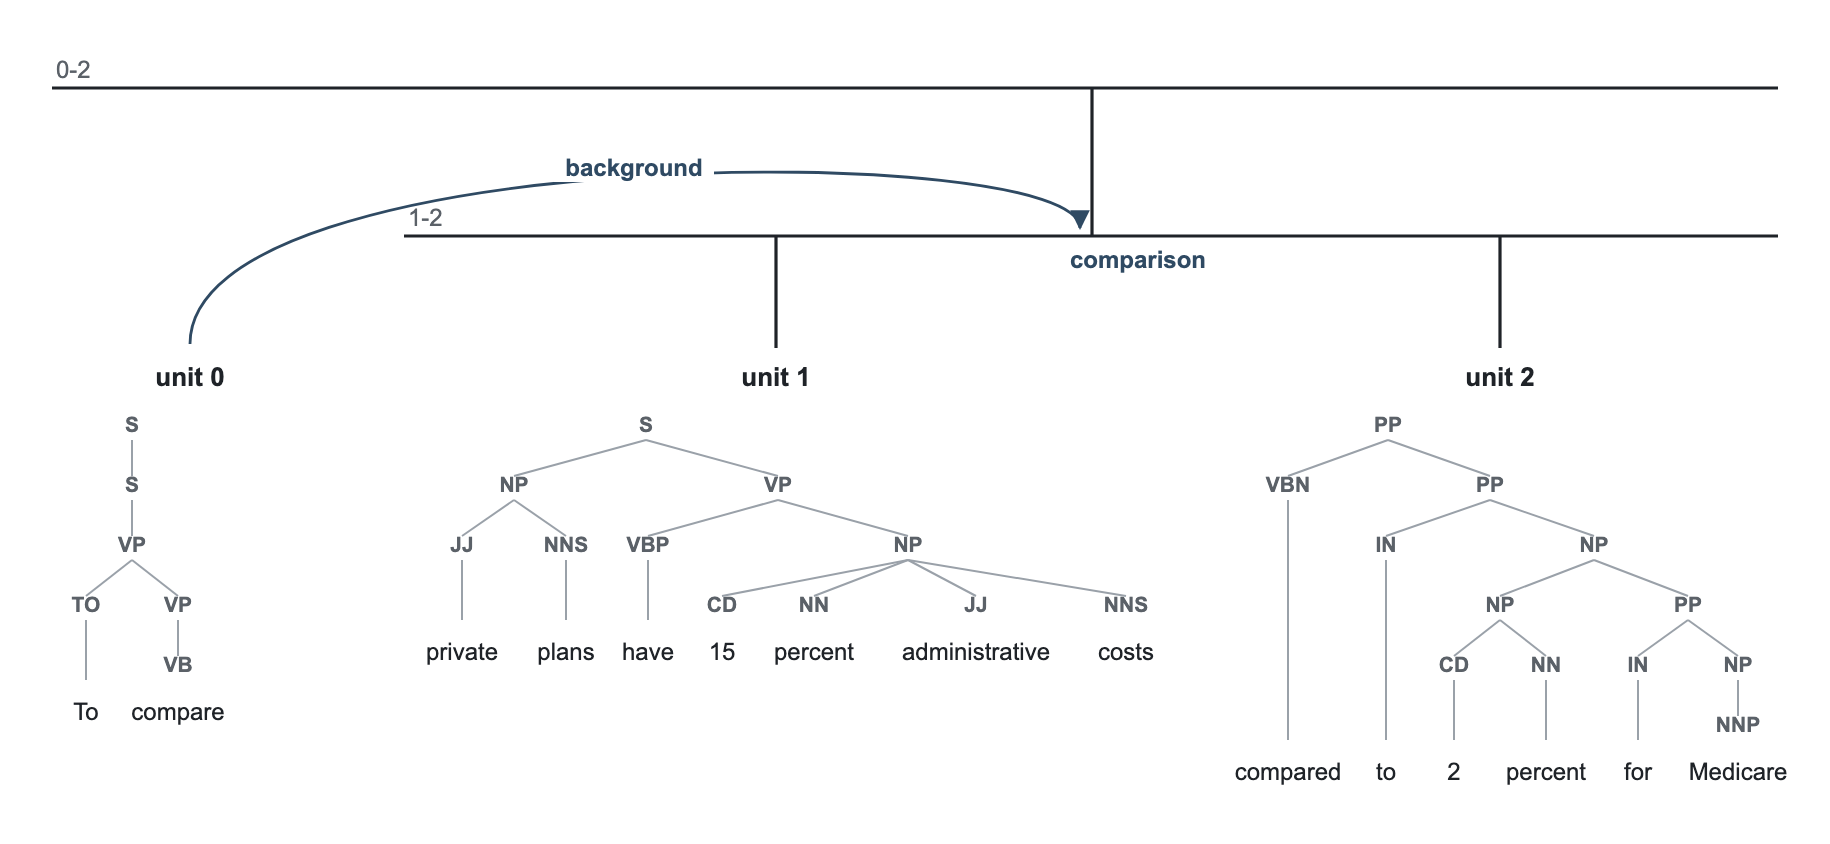 0-2
background
1-2
comparison
unit 0 unit 1 unit 2
S S PP
S NP VP VBN PP
VP JJ NNS VBP NP IN NP
TO VP CD NN JJ NNS NP PP
private plans have 15 percent administrative costs
VB CD NN IN NP
To compare
NNP
compared to 2 percent for Medicare